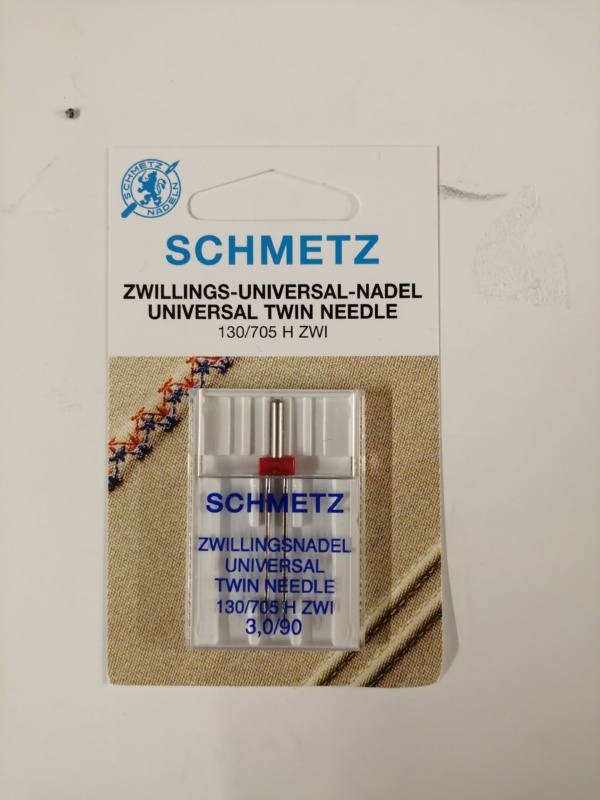 SCHMETZ
NADELN
SCHMETZ
ZWILLINGS-UNIVERSAL-NADEL
UNIVERSAL TWIN NEEDLE
130/705 H ZWI
SCHMETZ
ZWILLINGSNADEL
UNIVERSAL
TWIN NEEDLE
130/705 H ZWI
3,0/90